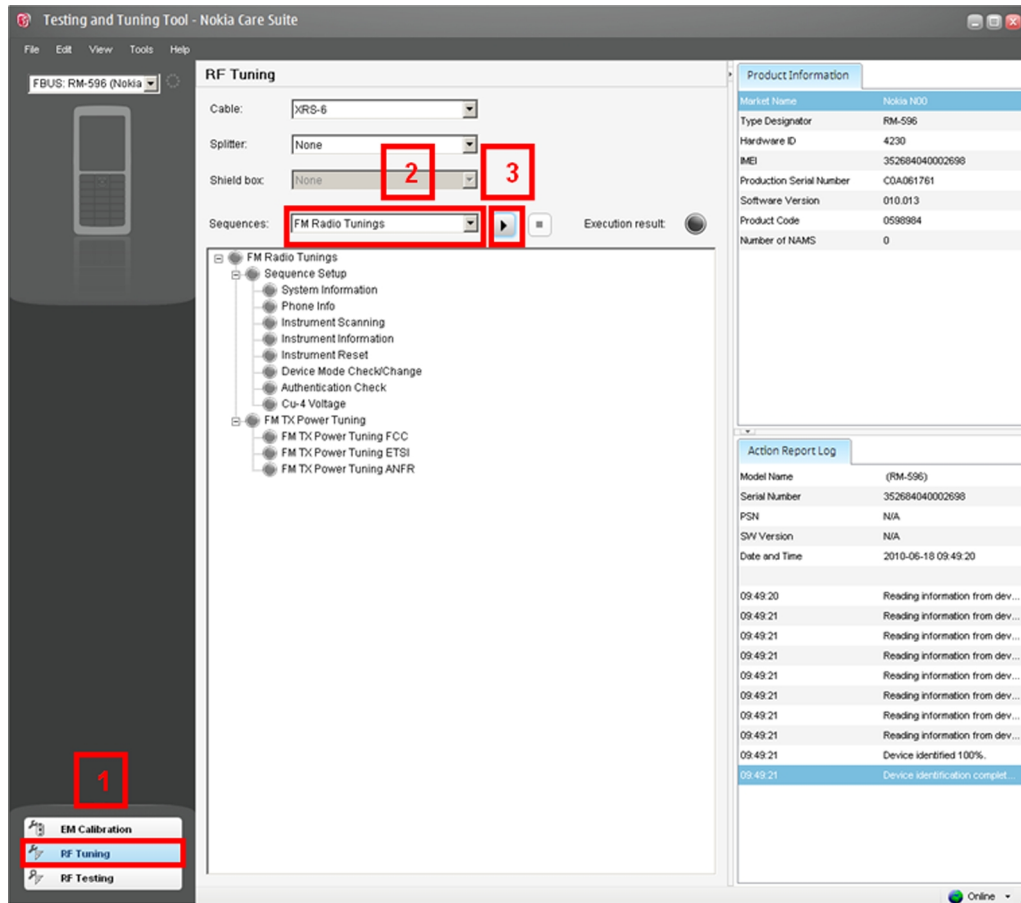 Testing and Tuning Tool - Nokia Care Suite
File Edit View Tools Help
FBUS: RM-596 (Nokia
RF Tuning
Cable: XRS-6
Splitter: None
Shield box: None
2
3
Sequences: FM Radio Tunings
Execution result:
FM Radio Tunings
Sequence Setup
System Information
Phone Info
Instrument Scanning
Instrument Information
Instrument Reset
Device Mode Check/Change
Authentication Check
Cu-4 Voltage
FM TX Power Tuning
FM TX Power Tuning FCC
FM TX Power Tuning ETSI
FM TX Power Tuning ANFR
1
EM Calibration
RF Tuning
RF Testing
Product Information
Market Name Nokia N00
Type Designator RM-596
Hardware ID 4230
IMEI 352684040002698
Production Serial Number C0A061761
Software Version 010.013
Product Code 0598984
Number of NAMS 0
Action Report Log
Model Name (RM-596)
Serial Number 352684040002698
PSN N/A
SW Version N/A
Date and Time 2010-06-18 09:49:20
09:49:20 Reading information from dev...
09:49:21 Reading information from dev...
09:49:21 Reading information from dev...
09:49:21 Reading information from dev...
09:49:21 Reading information from dev...
09:49:21 Reading information from dev...
09:49:21 Reading information from dev...
09:49:21 Reading information from dev...
09:49:21 Device identified 100%.
09:49:21 Device identification complet...
Online